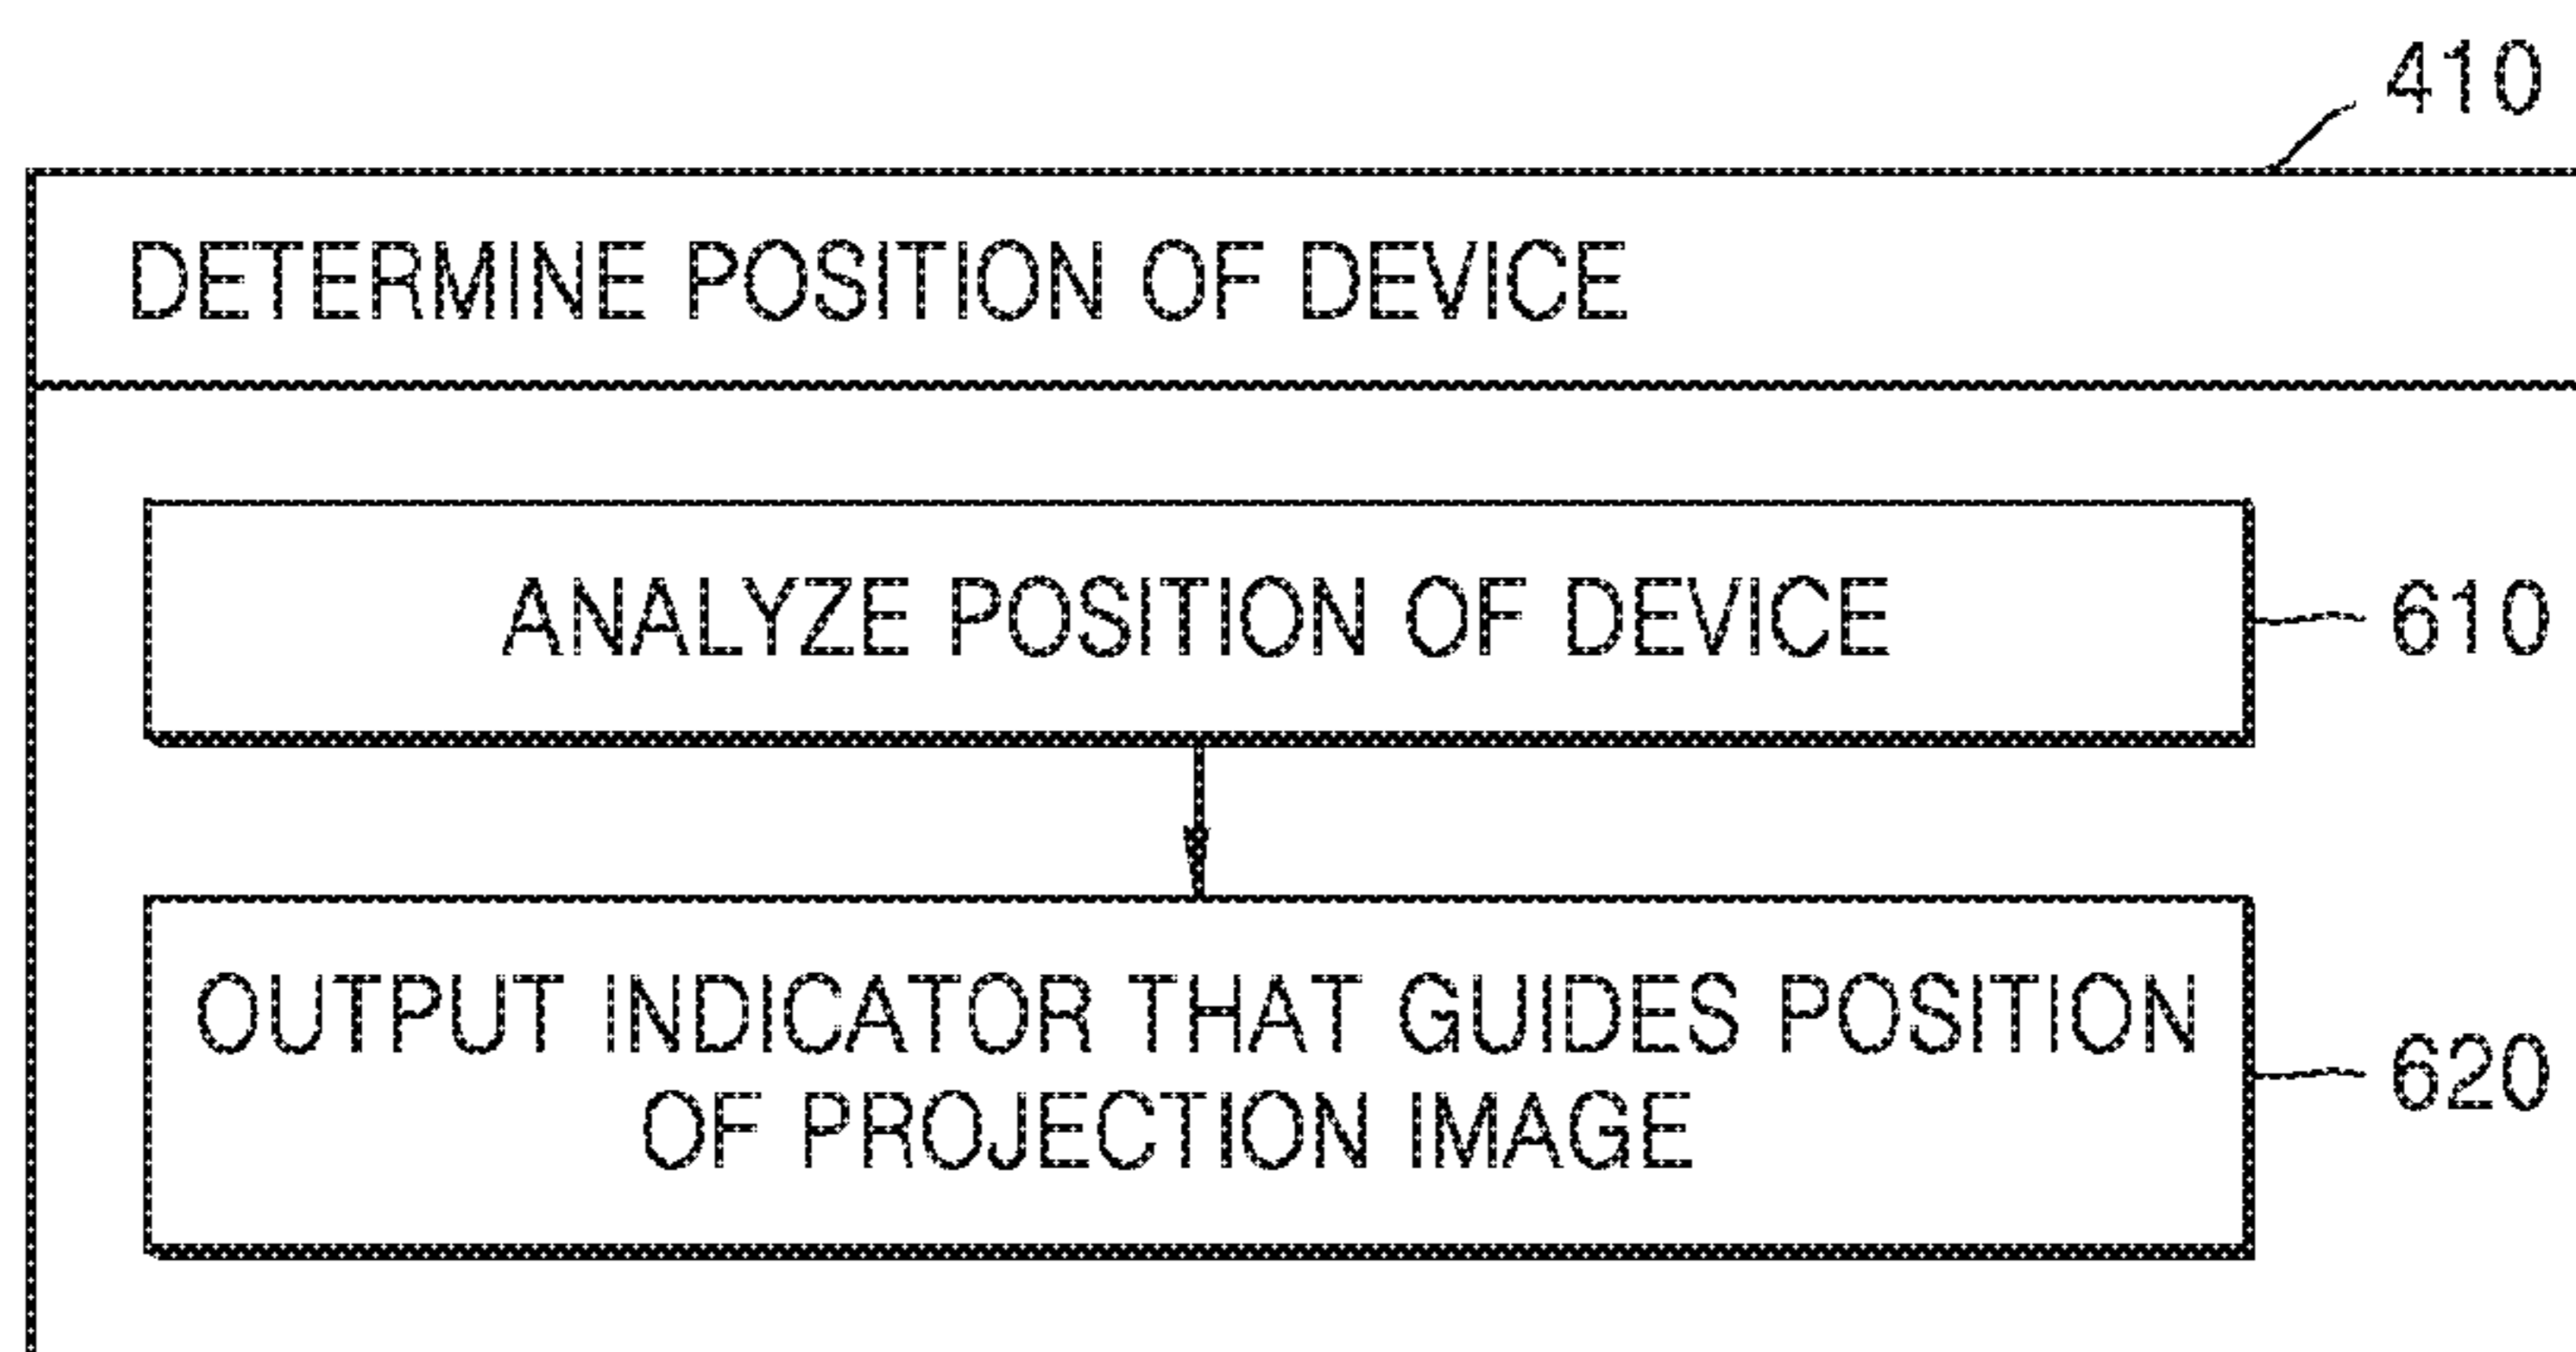 410
DETERMINE POSITION OF DEVICE
ANALYZE POSITION OF DEVICE
610
OUTPUT INDICATOR THAT GUIDES POSITION
OF PROJECTION IMAGE
620